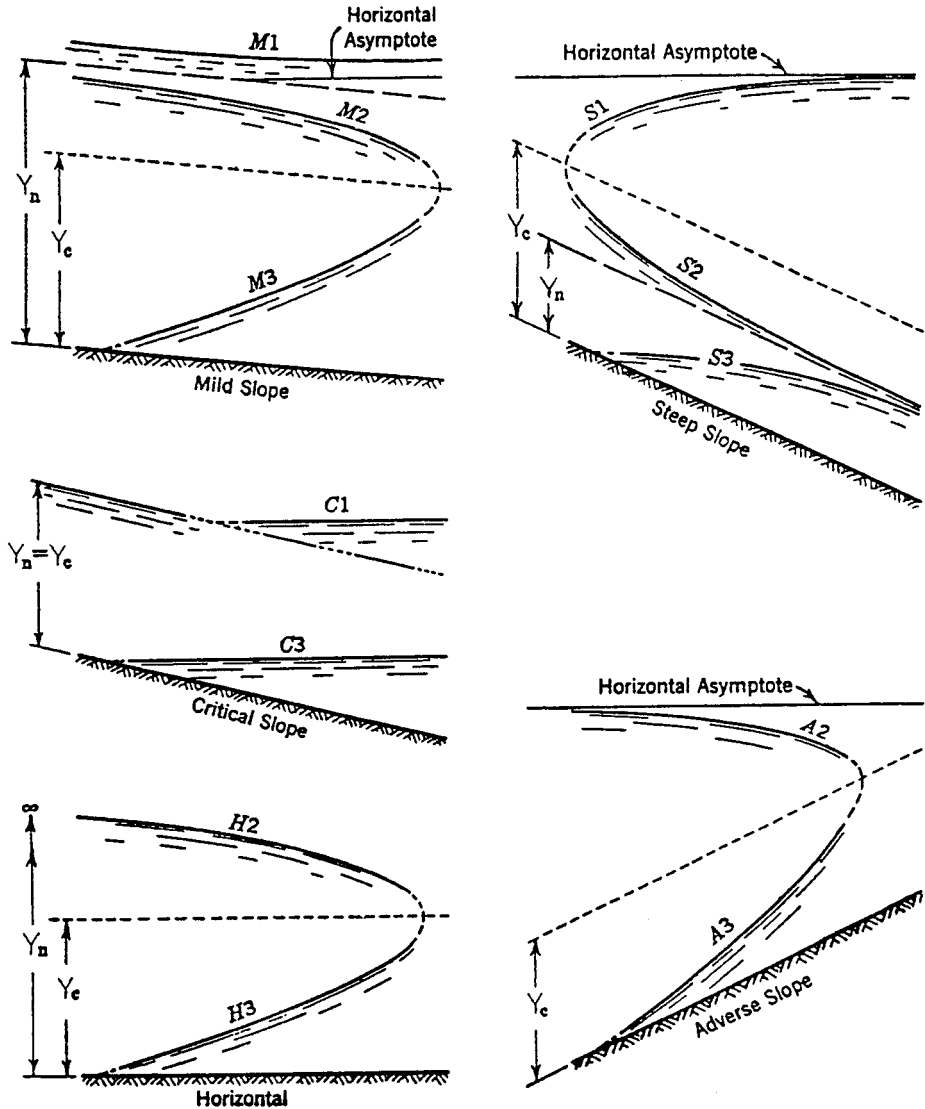 Horizontal
Asymptote
M1
M2
Yn
Yc
M3
Mild Slope
Horizontal Asymptote
S1
Yc
S2
Yn
S3
Steep Slope
C1
Yn=Yc
C3
Critical Slope
∞
H2
Yn
Yc
H3
Horizontal
Horizontal Asymptote
A2
A3
Yc
Adverse Slope